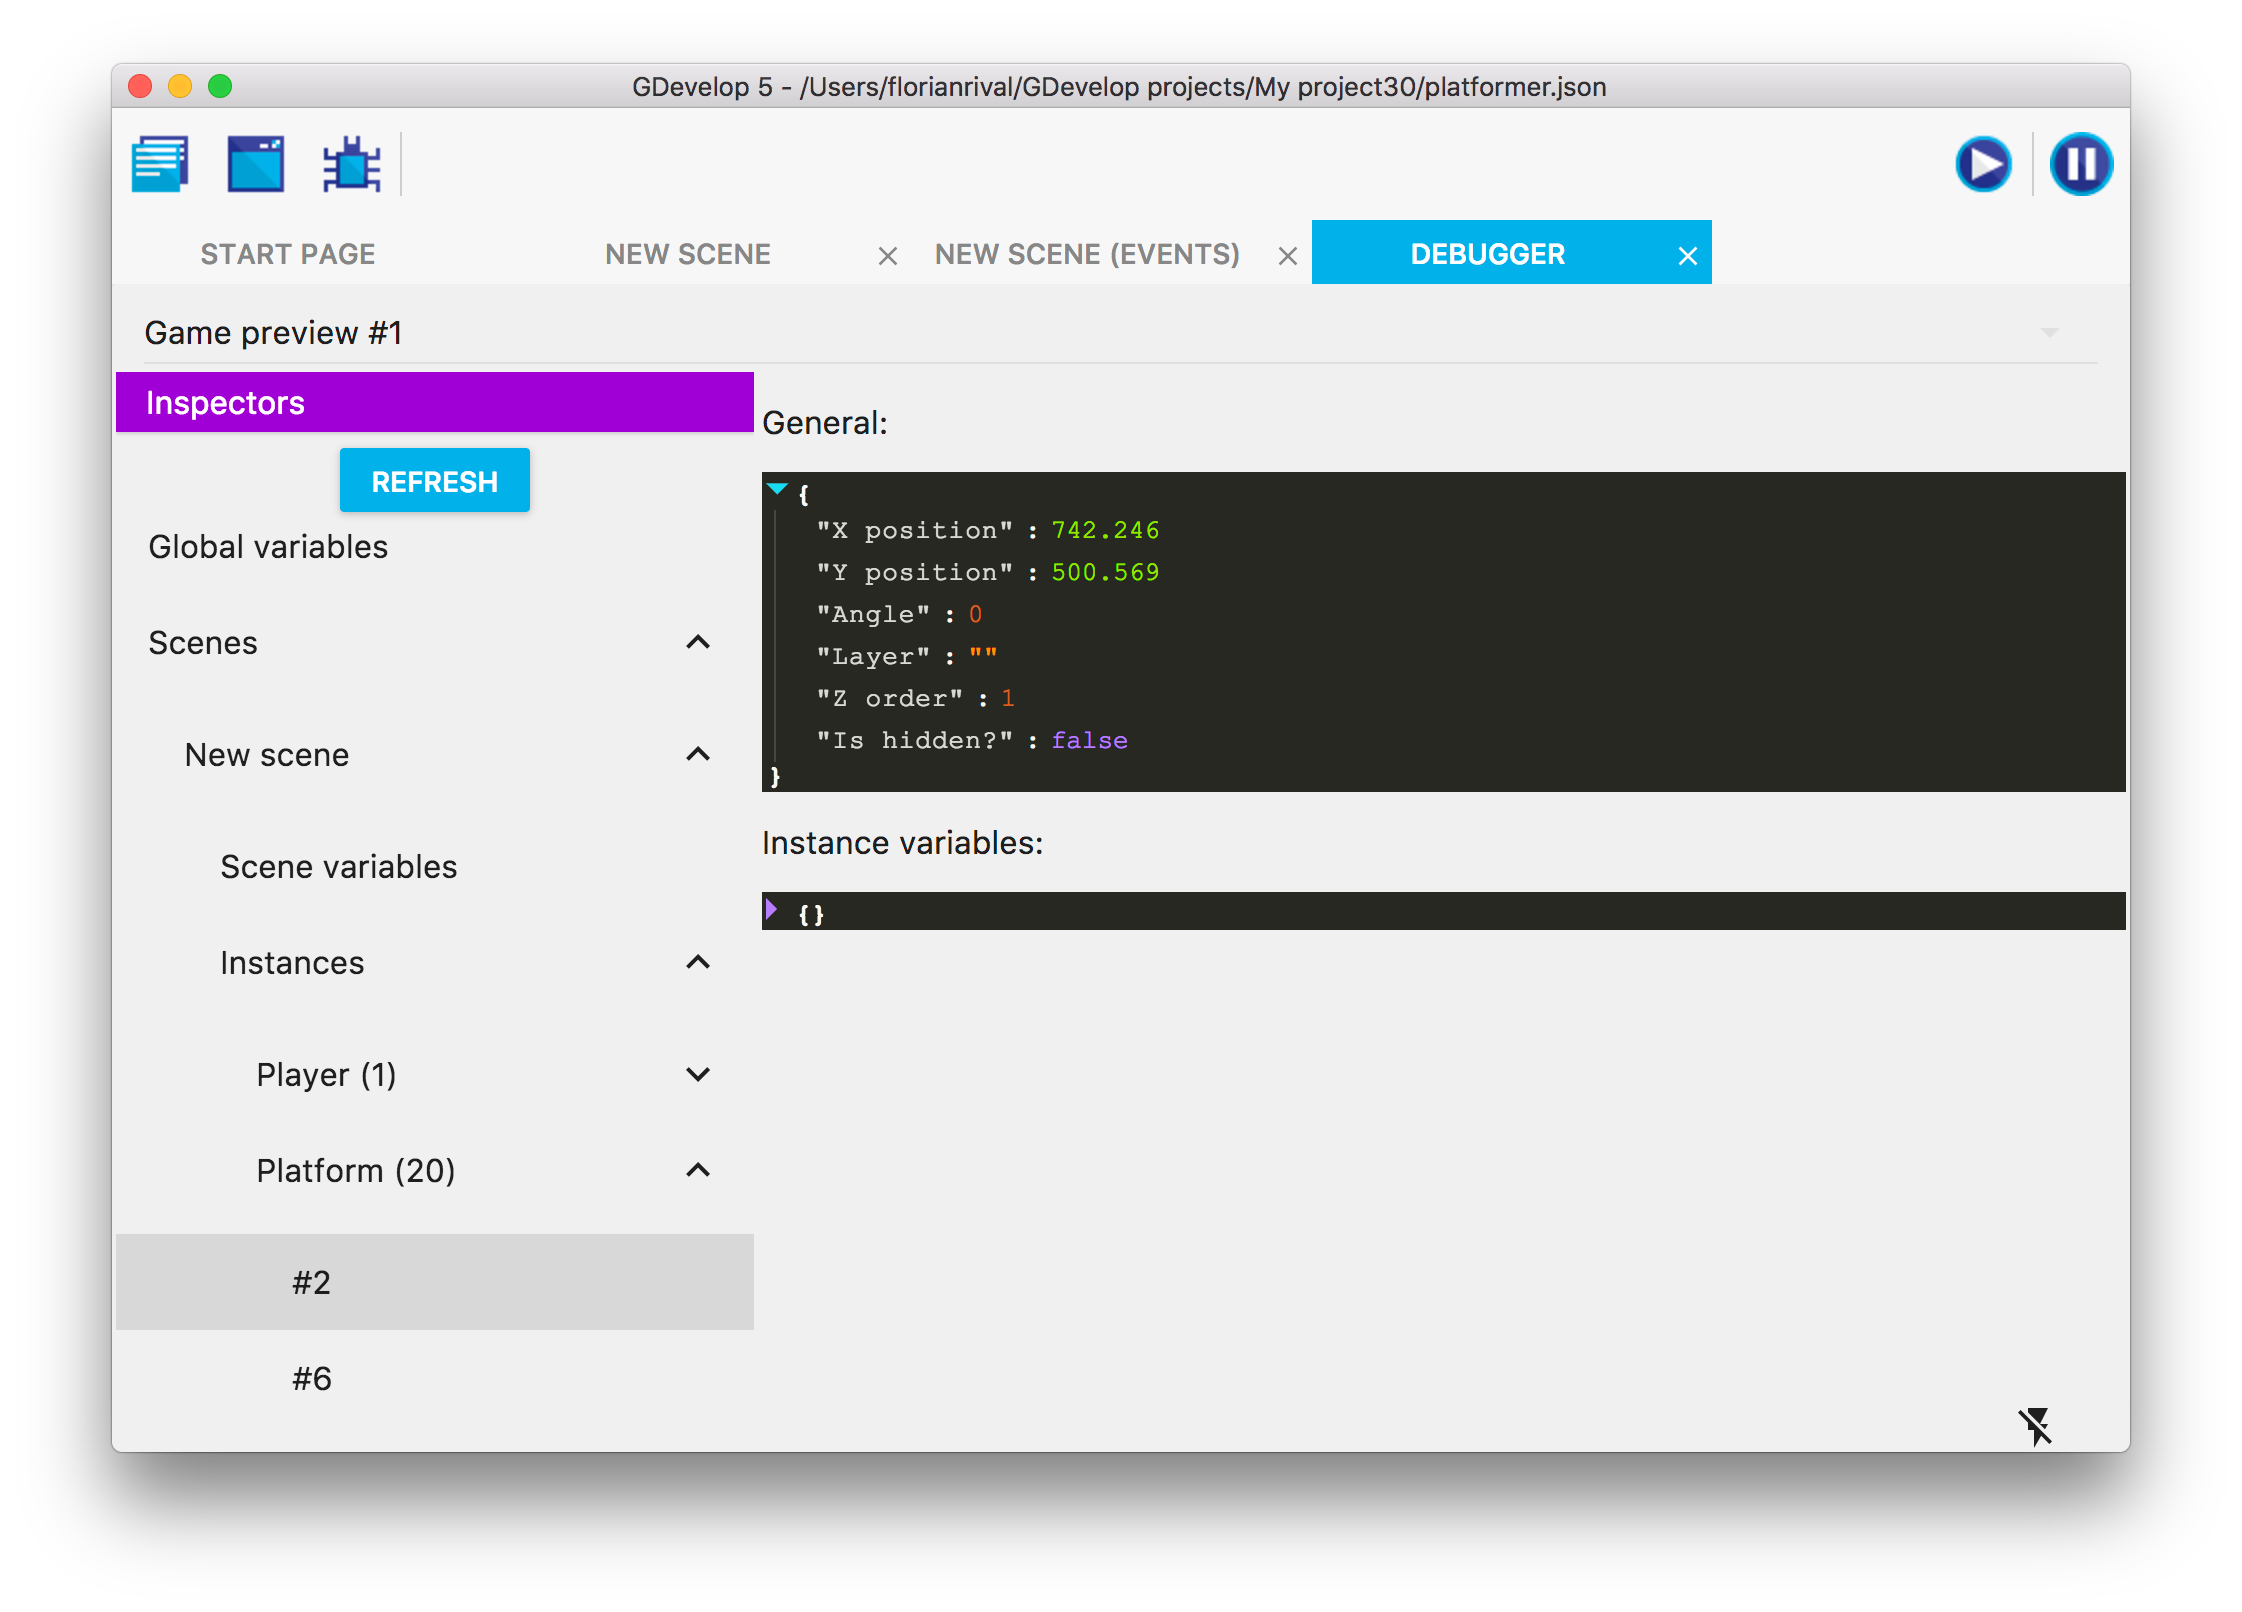 GDevelop 5 - /Users/florianrival/GDevelop projects/My project30/platformer.json
START PAGE
NEW SCENE
NEW SCENE (EVENTS)
DEBUGGER
Game preview #1
Inspectors
REFRESH
Global variables
Scenes
New scene
Scene variables
Instances
Player (1)
Platform (20)
#2
#6
General:
{
"X position" : 742.246
"Y position" : 500.569
"Angle" : 0
"Layer" : ""
"Z order" : 1
"Is hidden?" : false
}
Instance variables:
{}